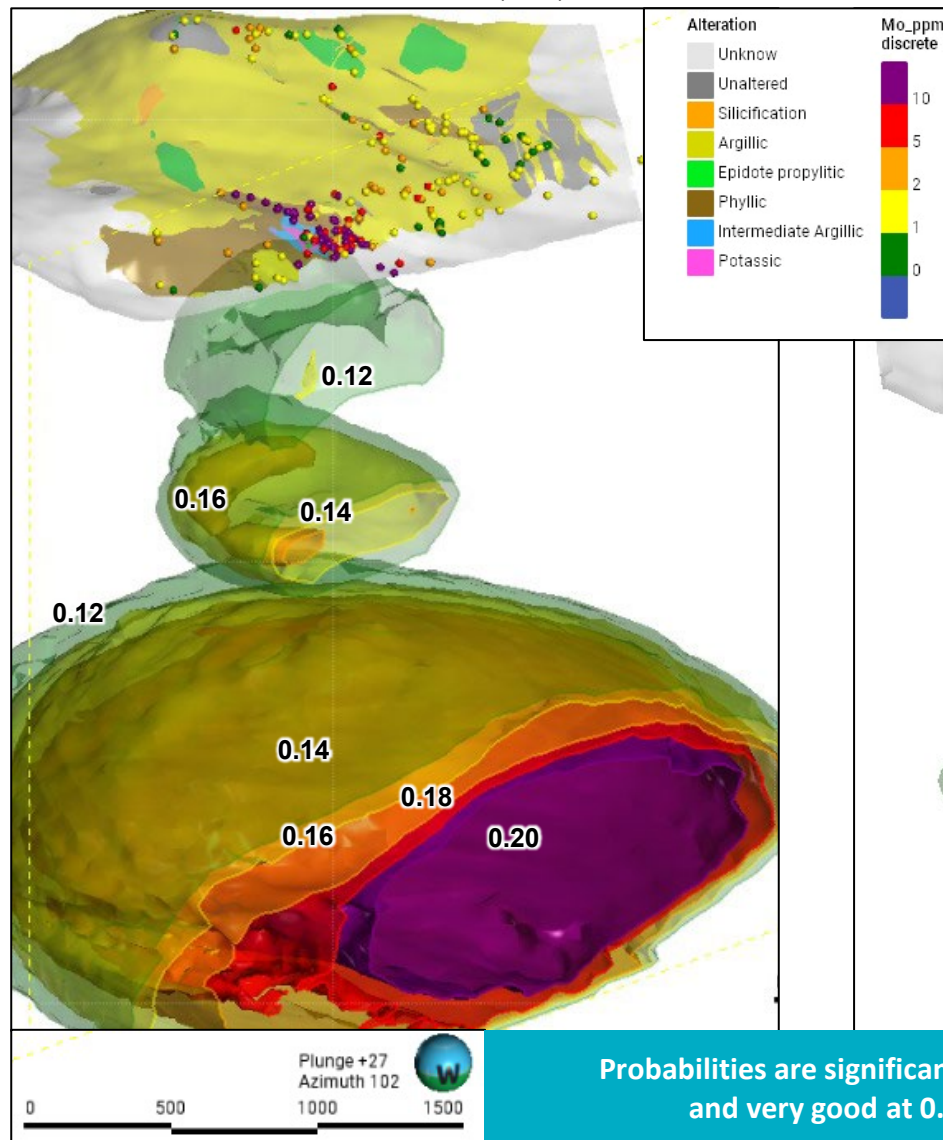 Alteration
Unknow
Unaltered
Silicification
Argillic
Epidote propylitic
Phyllic
Intermediate Argillic
Potassic
Mo_ppm
discrete
10
5
2
1
0
0.12
0.16
0.14
0.12
0.14
0.18
0.16
0.20
Plunge +27
Azimuth 102
W
0 500 1000 1500
Probabilities are
and very good at